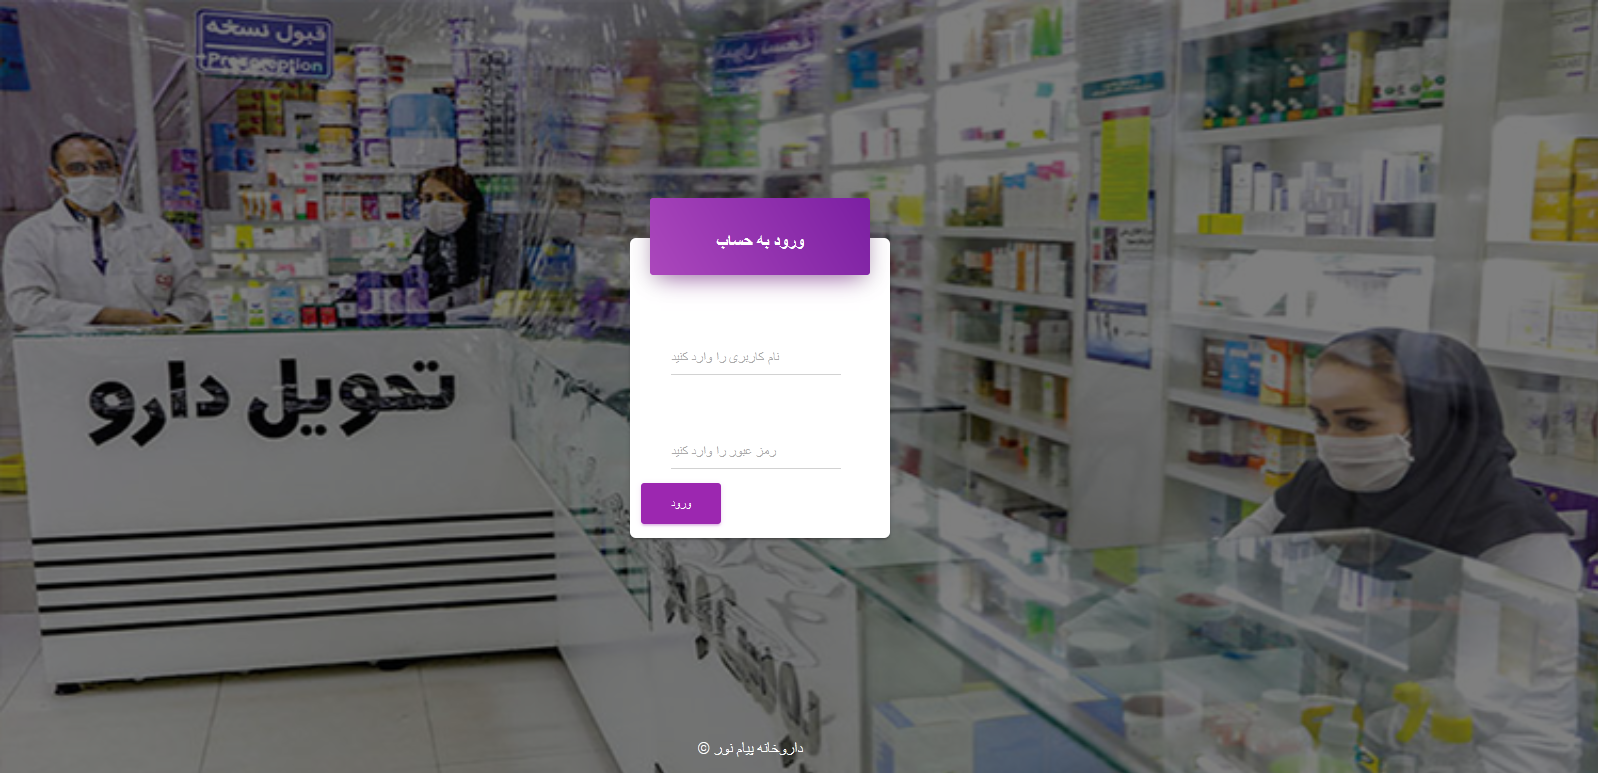 قبول نسخه
Prescription
ورود به حساب
نام کاربری را وارد کنید
رمز عبور را وارد کنید
ورود
تحویل دارو
داروخانه پیام نور ©